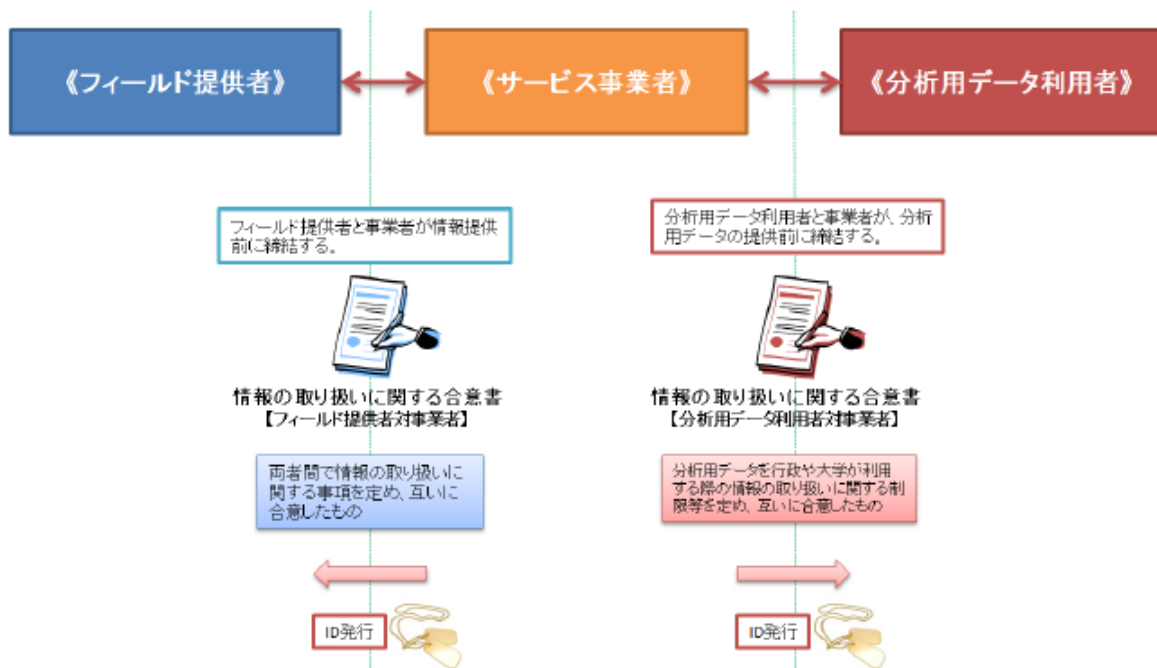 《フィールド提供者》
《サービス事業者》
《分析用データ利用者》
フィールド提供者と事業者が情報提供
前に締結する。
分析用データ利用者と事業者が、分析
用データの提供前に締結する。
情報の取り扱いに関する合意書
【フィールド提供者対事業者】
情報の取り扱いに関する合意書
【分析用データ利用者対事業者】
両者間で情報の取り扱いに
関する事項を定め、互いに
合意したもの
分析用データを行政や大学が利用
する際の情報の取り扱いに関する制
限等を定め、互いに合意したもの
ID発行
ID発行